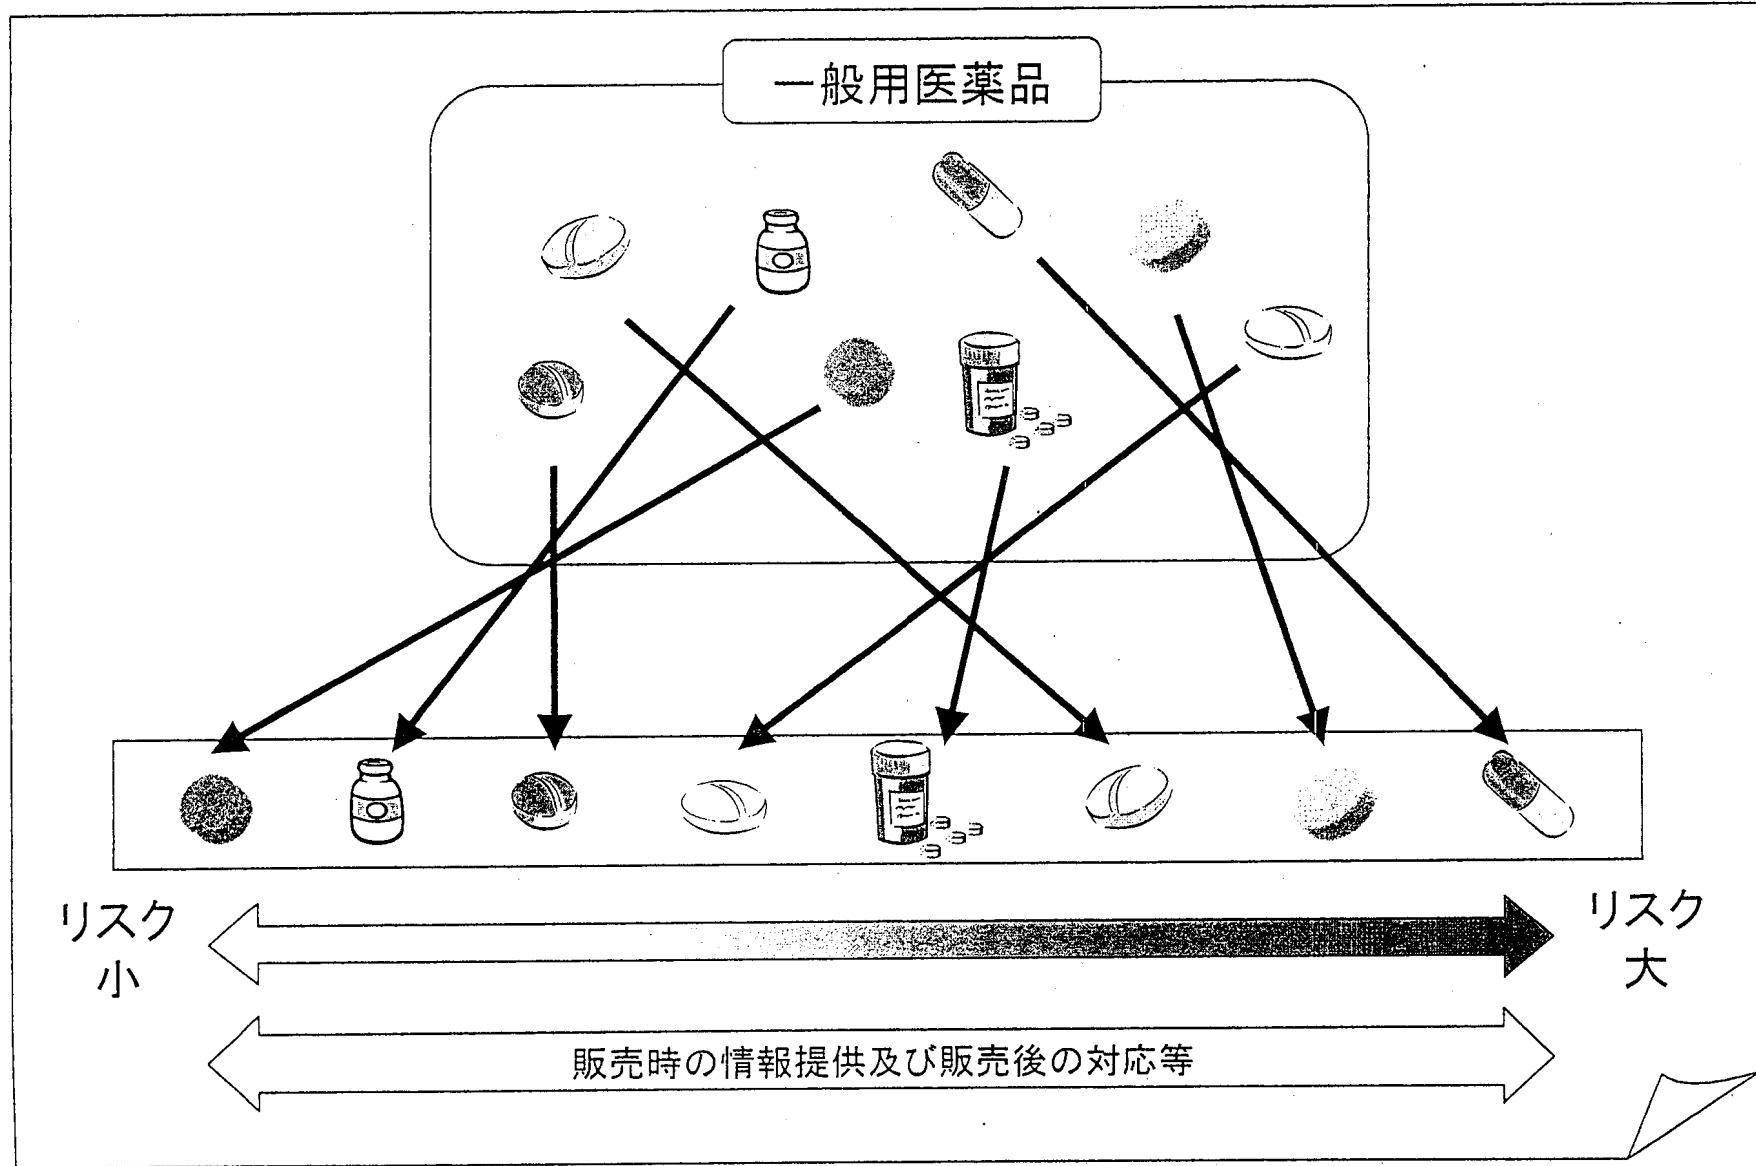 一般用医薬品
リスク
小
リスク
大
販売時の情報提供及び販売後の対応等